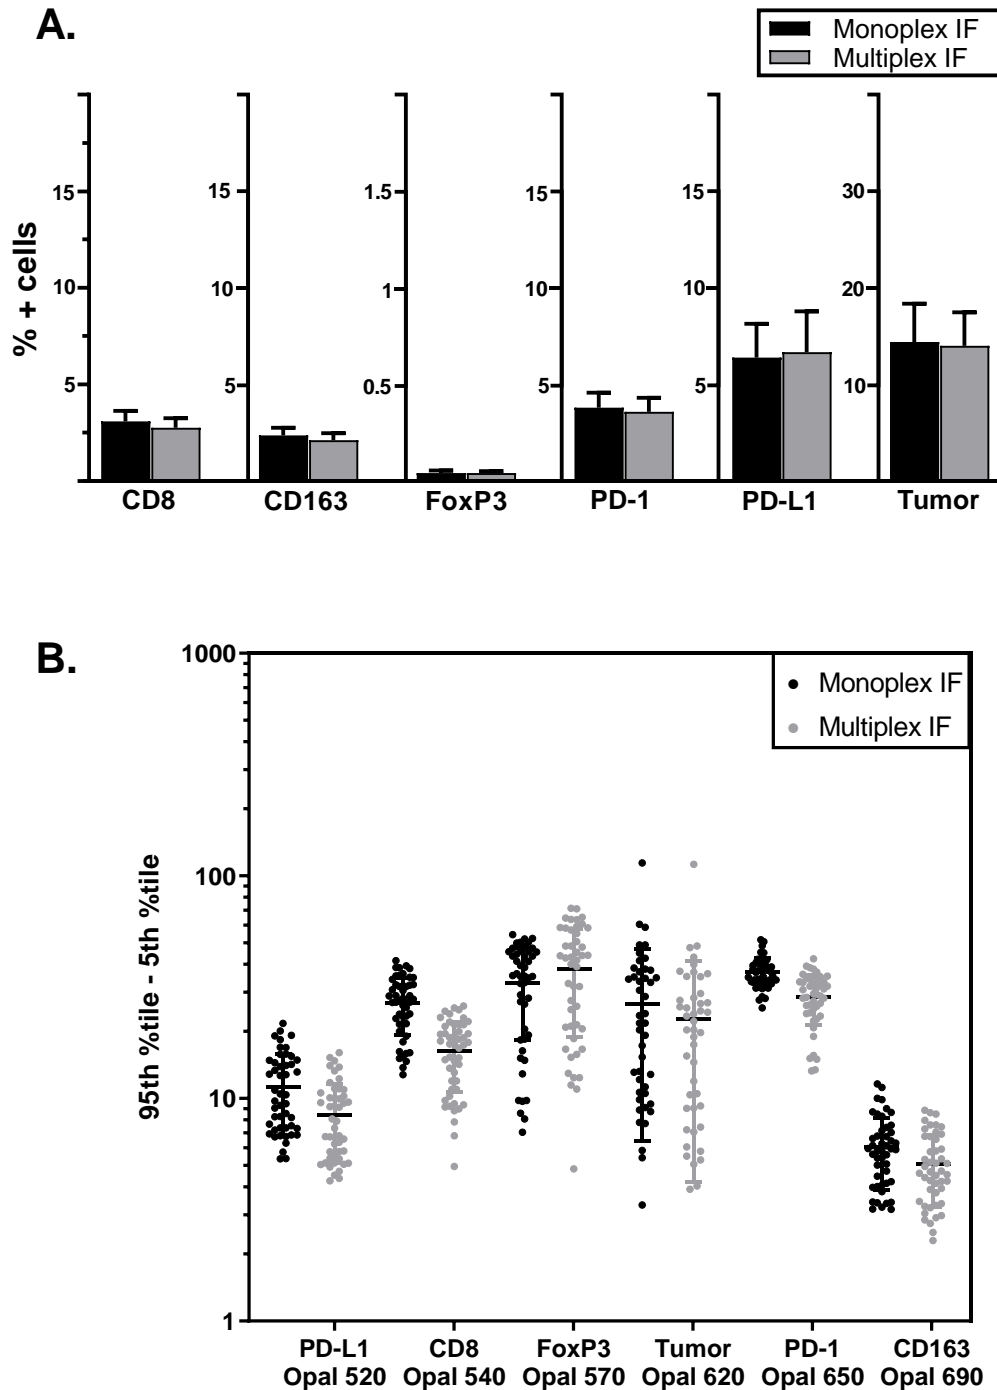 A.
Monoplex IF
Multiplex IF
% + cells
15
10
5
15
10
5
1.5
1
0.5
15
10
5
15
10
5
30
20
10
CD8
CD163
FoxP3
PD-1
PD-L1
Tumor
B.
Monoplex IF
Multiplex IF
95th %tile - 5th %tile
1000
100
10
1
PD-L1 CD8 FoxP3 Tumor PD-1 CD163
Opal 520 Opal 540 Opal 570 Opal 620 Opal 650 Opal 690